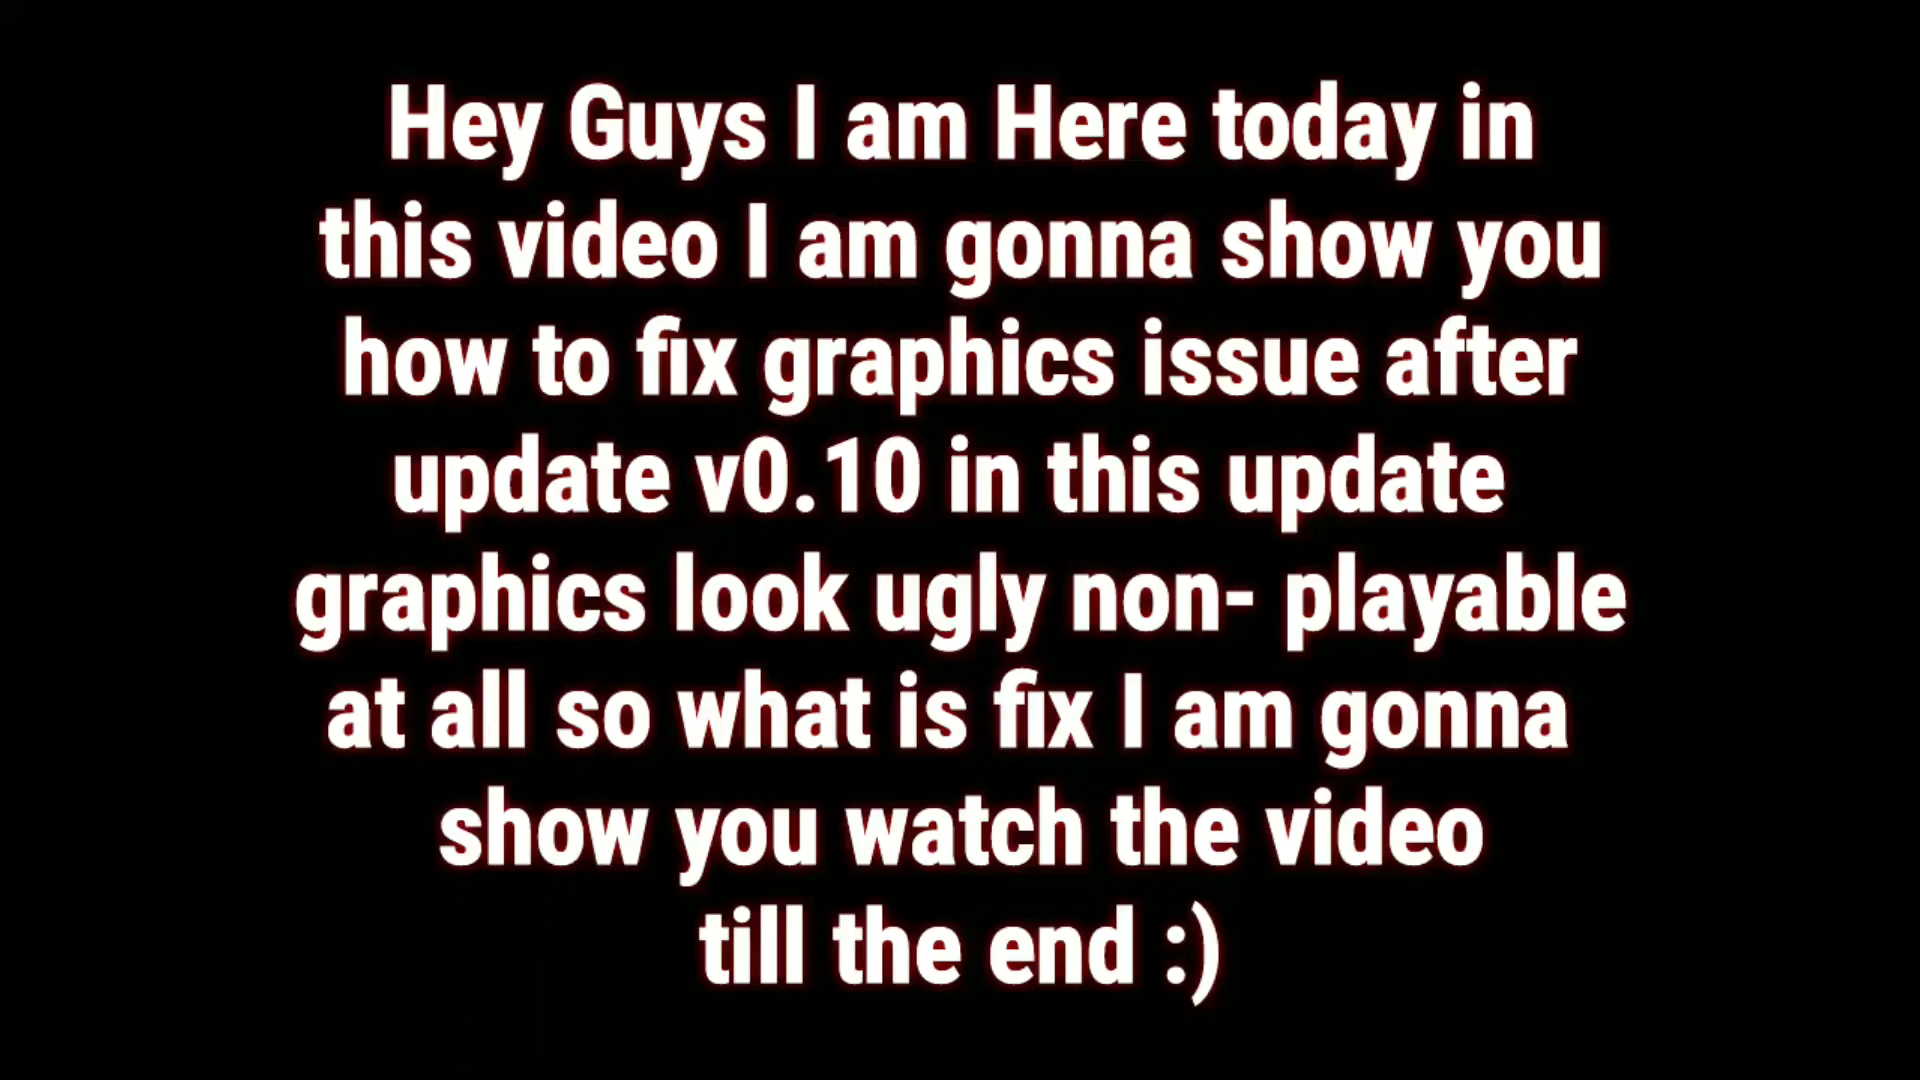 Hey Guys I am Here today in
this video I am gonna show you
how to fix graphics issue after
update v0.10 in this update
graphics look ugly non- playable
at all so what is fix I am gonna
show you watch the video
till the end :)